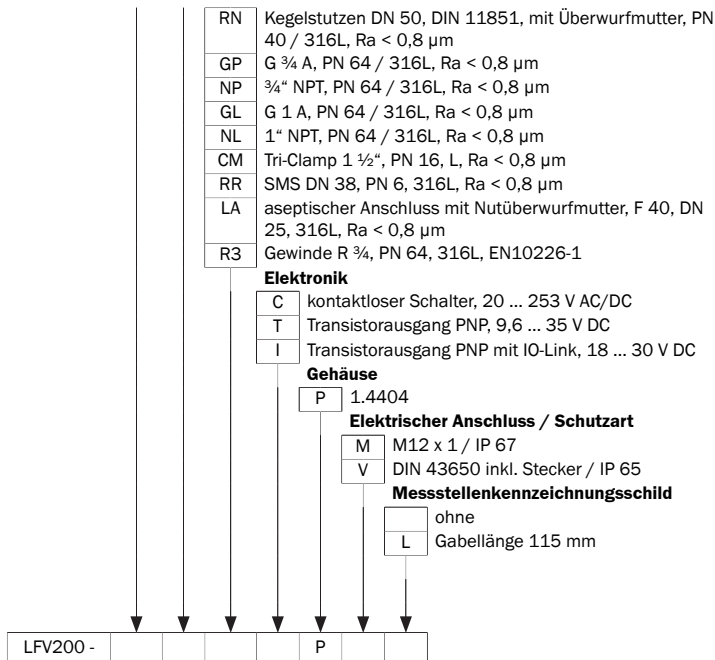 RN Kegelstutzen DN 50, DIN 11851, mit Überwurfmutter, PN
40 / 316L, Ra < 0,8 µm
GP G ¾ A, PN 64 / 316L, Ra < 0,8 µm
NP ¾“ NPT, PN 64 / 316L, Ra < 0,8 µm
GL G 1 A, PN 64 / 316L, Ra < 0,8 µm
NL 1“ NPT, PN 64 / 316L, Ra < 0,8 µm
CM Tri-Clamp 1 ½“, PN 16, L, Ra < 0,8 µm
RR SMS DN 38, PN 6, 316L, Ra < 0,8 µm
LA aseptischer Anschluss mit Nutüberwurfmutter, F 40, DN
25, 316L, Ra < 0,8 µm
R3 Gewinde R ¾, PN 64, 316L, EN10226-1
Elektronik
C kontaktloser Schalter, 20 ... 253 V AC/DC
T Transistorausgang PNP, 9,6 ... 35 V DC
I Transistorausgang PNP mit IO-Link, 18 ... 30 V DC
Gehäuse
P 1.4404
Elektrischer Anschluss / Schutzart
M M12 x 1 / IP 67
V DIN 43650 inkl. Stecker / IP 65
Messstellenkennzeichnungsschild
ohne
L Gabellänge 115 mm
LFV200 - P